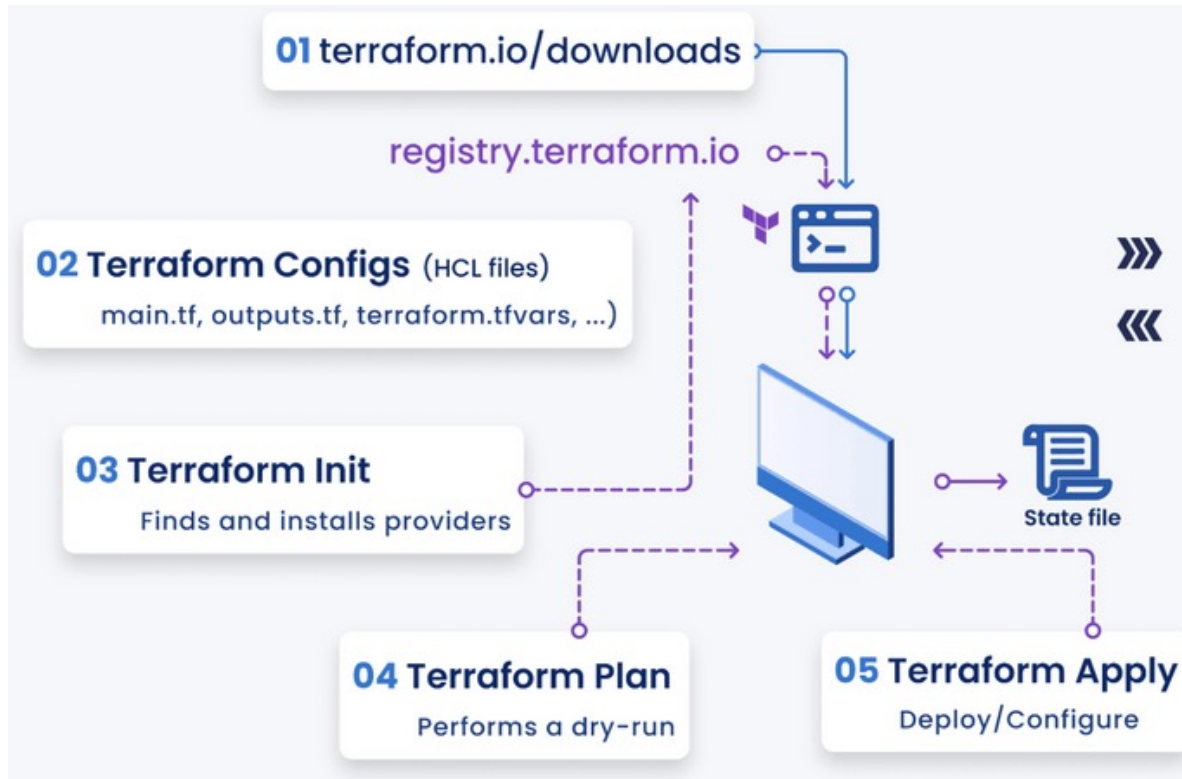 01 terraform.io/downloads
registry.terraform.io
02 Terraform Configs (HCL files)
main.tf, outputs.tf, terraform.tfvars, ...)
03 Terraform Init
Finds and installs providers
State file
04 Terraform Plan
Performs a dry-run
05 Terraform Apply
Deploy/Configure